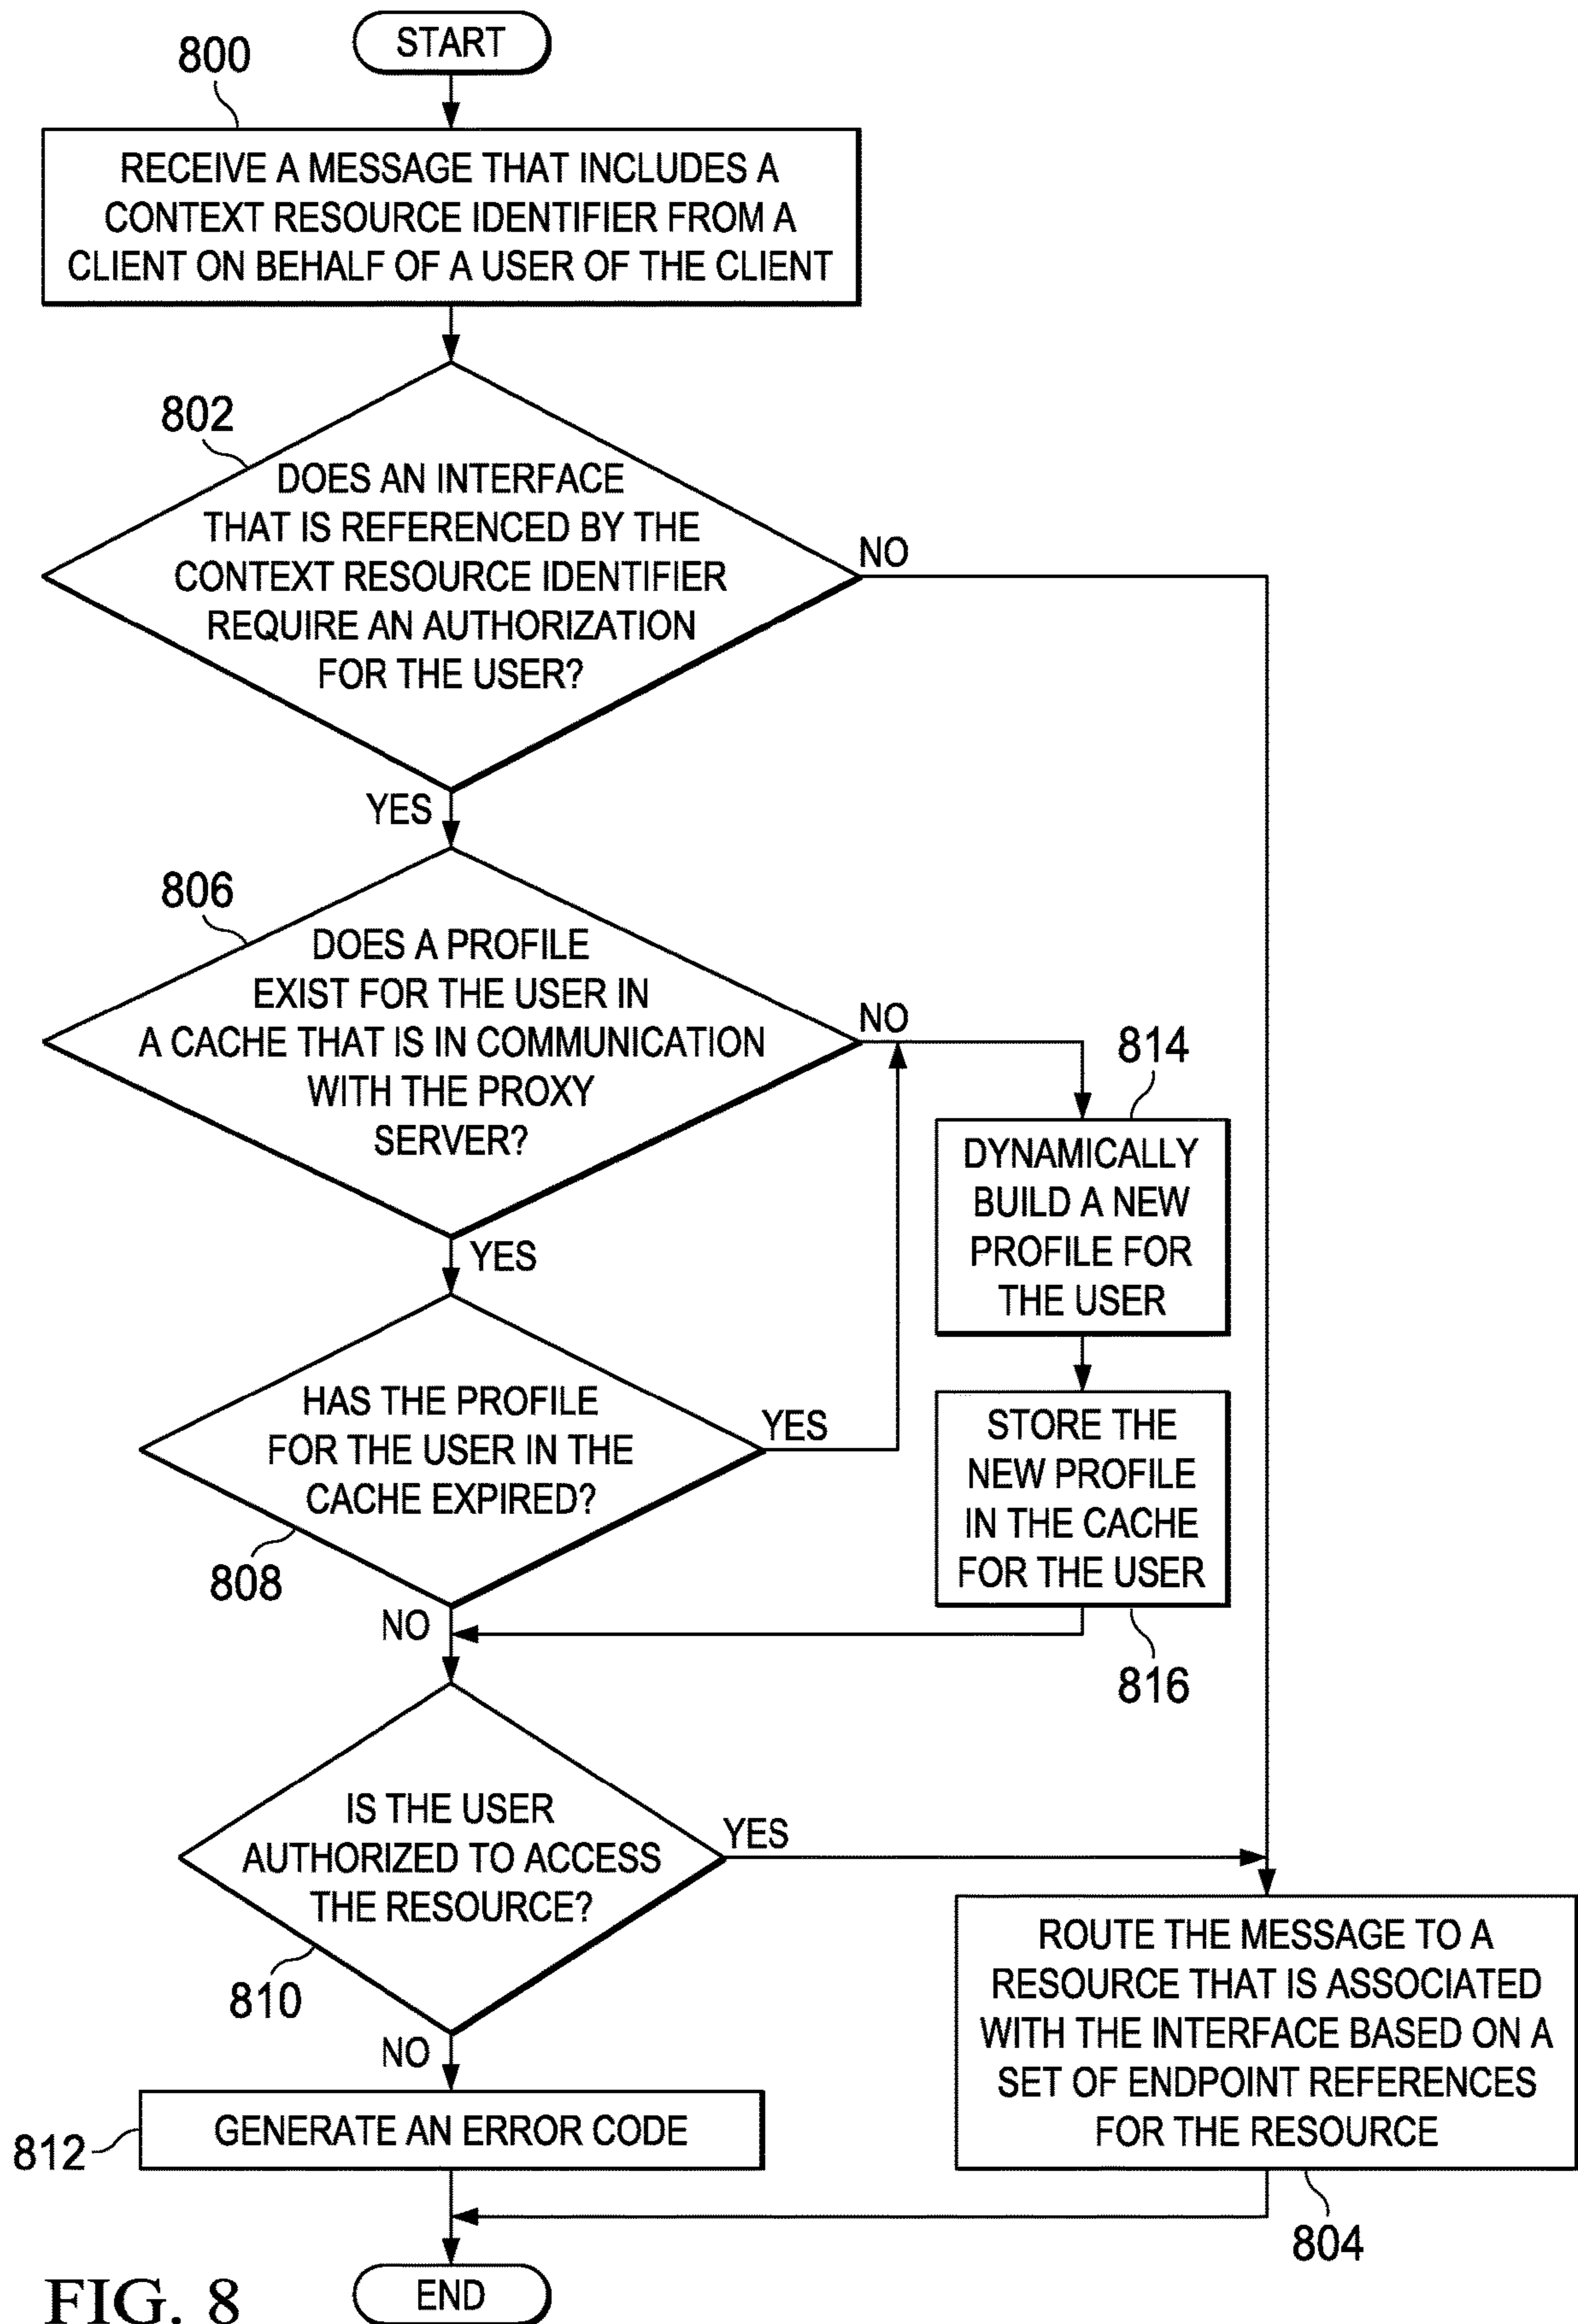 START
800
RECEIVE A MESSAGE THAT INCLUDES A
CONTEXT RESOURCE IDENTIFIER FROM A
CLIENT ON BEHALF OF A USER OF THE CLIENT
802
DOES AN INTERFACE
THAT IS REFERENCED BY THE
CONTEXT RESOURCE IDENTIFIER
REQUIRE AN AUTHORIZATION
FOR THE USER?
NO
YES
806
DOES A PROFILE
EXIST FOR THE USER IN
A CACHE THAT IS IN COMMUNICATION
WITH THE PROXY
SERVER?
NO
YES
814
DYNAMICALLY
BUILD A NEW
PROFILE FOR
THE USER
HAS THE PROFILE
FOR THE USER IN THE
CACHE EXPIRED?
YES
808
NO
STORE THE
NEW PROFILE
IN THE CACHE
FOR THE USER
816
IS THE USER
AUTHORIZED TO ACCESS
THE RESOURCE?
YES
810
NO
ROUTE THE MESSAGE TO A
RESOURCE THAT IS ASSOCIATED
WITH THE INTERFACE BASED ON A
SET OF ENDPOINT REFERENCES
FOR THE RESOURCE
804
812
GENERATE AN ERROR CODE
END
FIG. 8